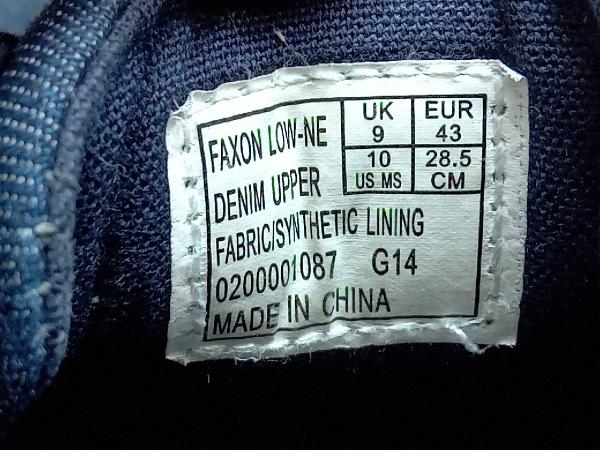 FAXON LOW-NE
DENIM UPPER
FABRIC/SYNTHETIC LINING
0200001087 G14
MADE IN CHINA
UK EUR
9 43
10 28.5
US MS CM